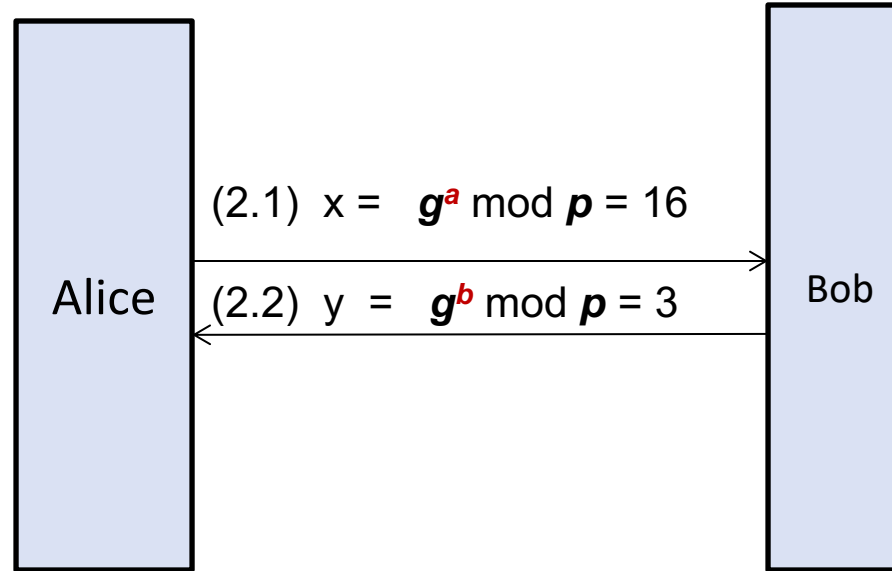 (2.1) x = g^a mod p = 16
Alice
(2.2) y = g^b mod p = 3
Bob